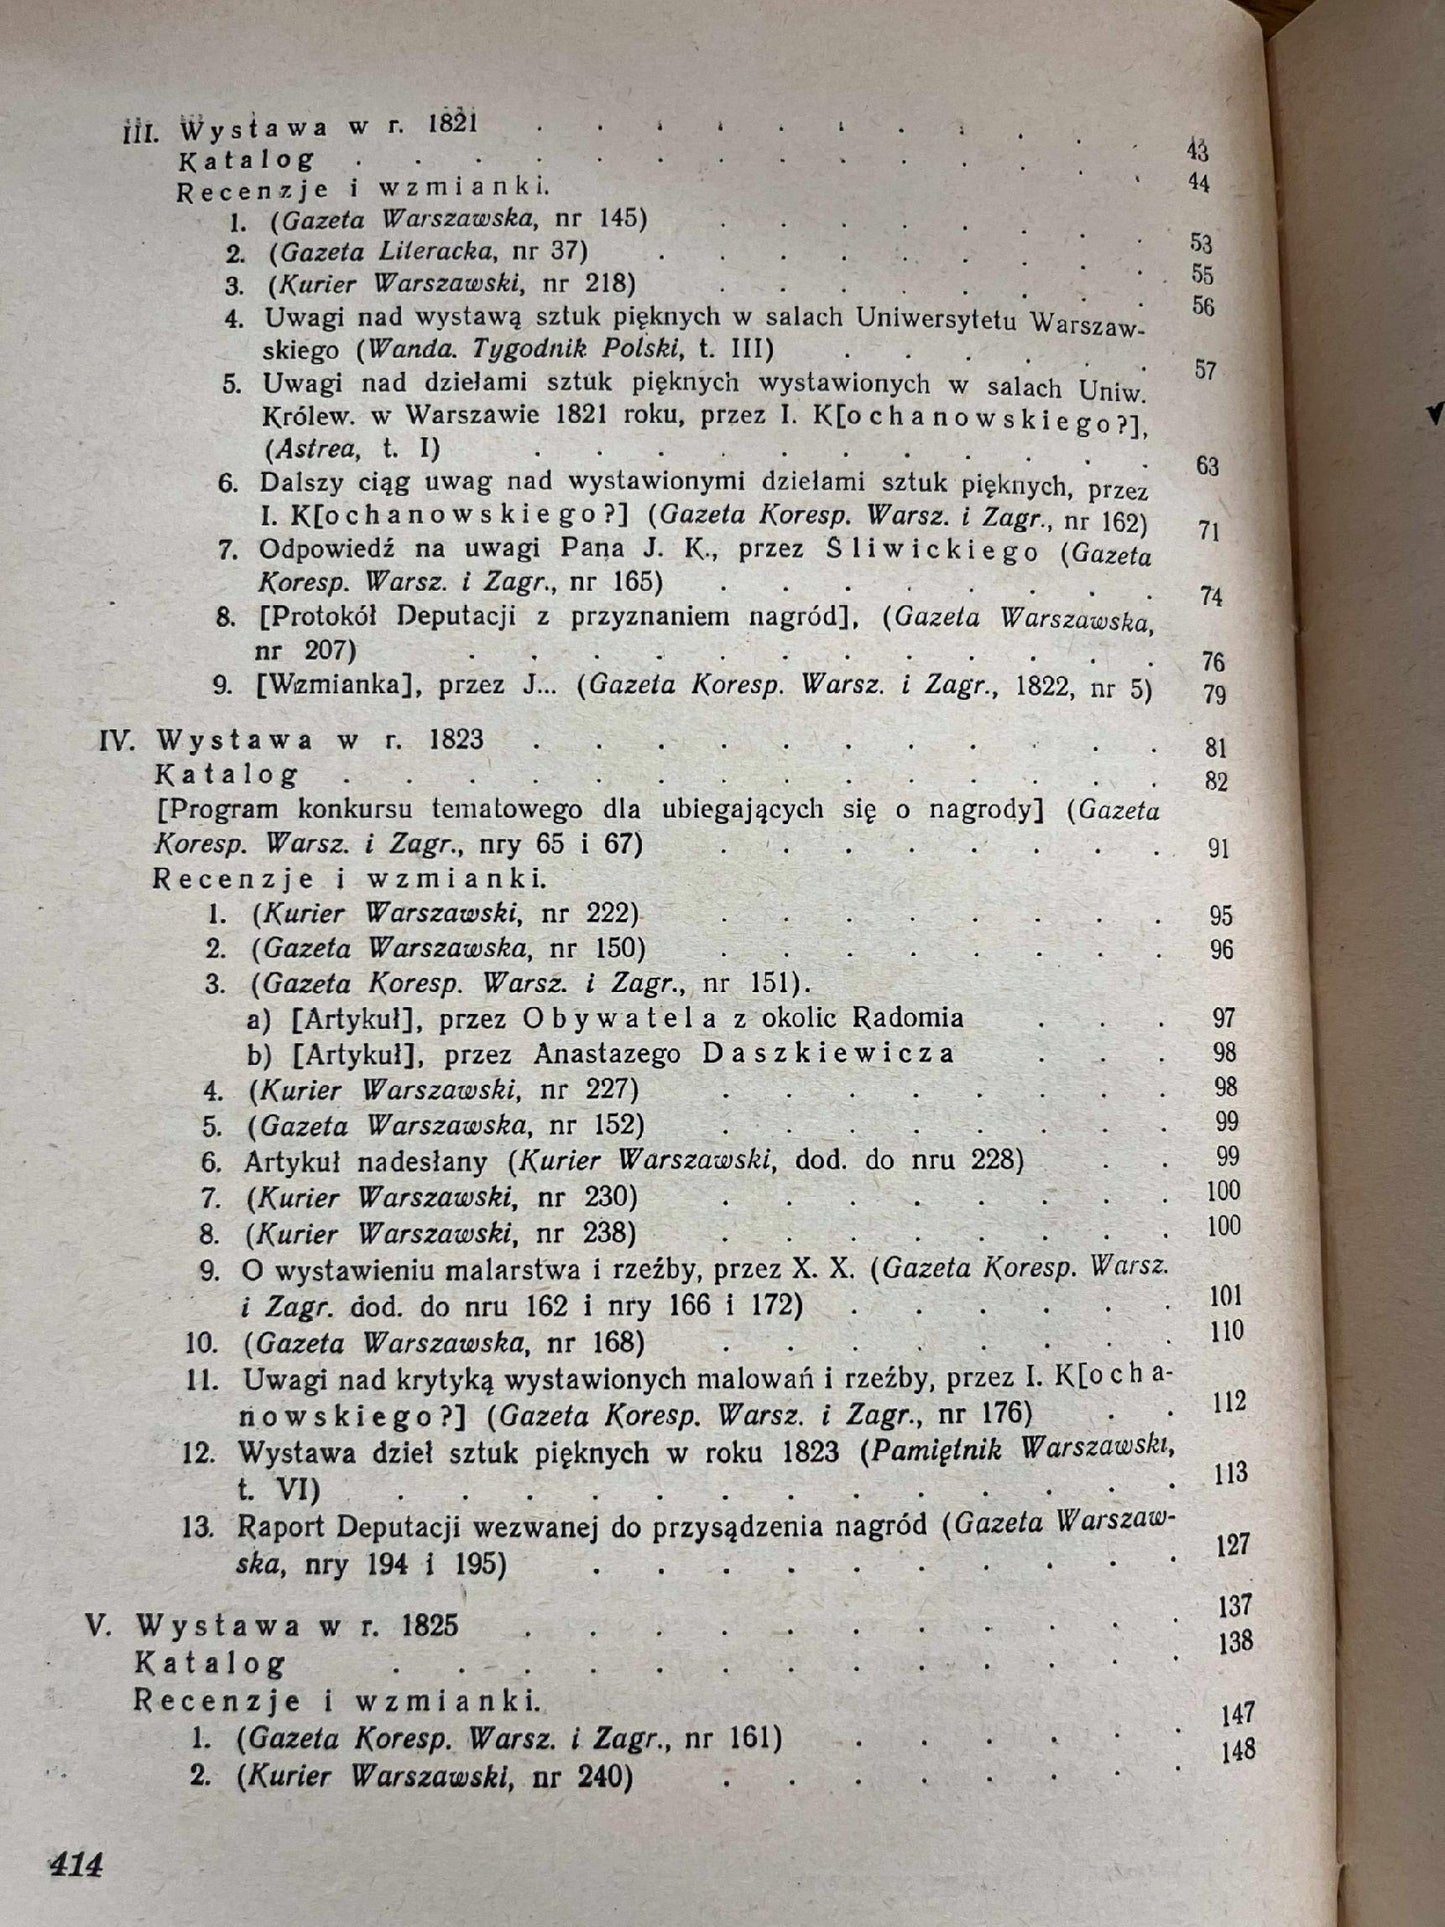 III. Wystawa w r. 1821 . . . . . . . . . . . 43
Katalog . . . . . . . . . . . . . . 44
Recenzje i wzmianki.
1. (Gazeta Warszawska, nr 145) . . . . . . . . 53
2. (Gazeta Literacka, nr 37) . . . . . . . . . 55
3. (Kurier Warszawski, nr 218) . . . . . . . . 56
4. Uwagi nad wystawą sztuk pięknych w salach Uniwersytetu Warszaw-
skiego (Wanda. Tygodnik Polski, t. III) . . . . . . 57
5. Uwagi nad dziełami sztuk pięknych wystawionych w salach Uniw.
Królew. w Warszawie 1821 roku, przez I. K[ochanowskiego?],
(Astrea, t. I) . . . . . . . . . . . 63
6. Dalszy ciąg uwag nad wystawionymi dziełami sztuk pięknych, przez
I. K[ochanowskiego?] (Gazeta Koresp. Warsz. i Zagr., nr 162) 71
7. Odpowiedź na uwagi Pana J. K., przez Śliwickiego (Gazeta
Koresp. Warsz. i Zagr., nr 165) . . . . . . . . 74
8. [Protokół Deputacji z przyznaniem nagród], (Gazeta Warszawska,
nr 207) . . . . . . . . . . . . 76
9. [Wzmianka], przez J... (Gazeta Koresp. Warsz. i Zagr., 1822, nr 5) 79
IV. Wystawa w r. 1823 . . . . . . . . . . . 81
Katalog . . . . . . . . . . . . . . 82
[Program konkursu tematowego dla ubiegających się o nagrody] (Gazeta
Koresp. Warsz. i Zagr., nry 65 i 67) . . . . . . . . 91
Recenzje i wzmianki.
1. (Kurier Warszawski, nr 222) . . . . . . . . 95
2. (Gazeta Warszawska, nr 150) . . . . . . . . 96
3. (Gazeta Koresp. Warsz. i Zagr., nr 151).
a) [Artykuł], przez Obywatela z okolic Radomia . . . 97
b) [Artykuł], przez Anastazego Daszkiewicza . . . 98
4. (Kurier Warszawski, nr 227) . . . . . . . . 98
5. (Gazeta Warszawska, nr 152) . . . . . . . . 99
6. Artykuł nadesłany (Kurier Warszawski, dod. do nru 228) . . 99
7. (Kurier Warszawski, nr 230) . . . . . . . . 100
8. (Kurier Warszawski, nr 238) . . . . . . . . 100
9. O wystawieniu malarstwa i rzeźby, przez X. X. (Gazeta Koresp. Warsz.
i Zagr. dod. do nru 162 i nry 166 i 172) . . . . . . 101
10. (Gazeta Warszawska, nr 168) . . . . . . . . 110
11. Uwagi nad krytyką wystawionych malowań i rzeźby, przez I. K[ocha-
nowskiego?] (Gazeta Koresp. Warsz. i Zagr., nr 176) . . 112
12. Wystawa dzieł sztuk pięknych w roku 1823 (Pamiętnik Warszawski,
t. VI) . . . . . . . . . . . . . 113
13. Raport Deputacji wezwanej do przysądzenia nagród (Gazeta Warszaw-
ska, nry 194 i 195) . . . . . . . . . . 127
V. Wystawa w r. 1825 . . . . . . . . . . . 137
Katalog . . . . . . . . . . . . . 138
Recenzje i wzmianki.
1. (Gazeta Koresp. Warsz. i Zagr., nr 161) . . . . . . 147
2. (Kurier Warszawski, nr 240) . . . . . . . . 148
414